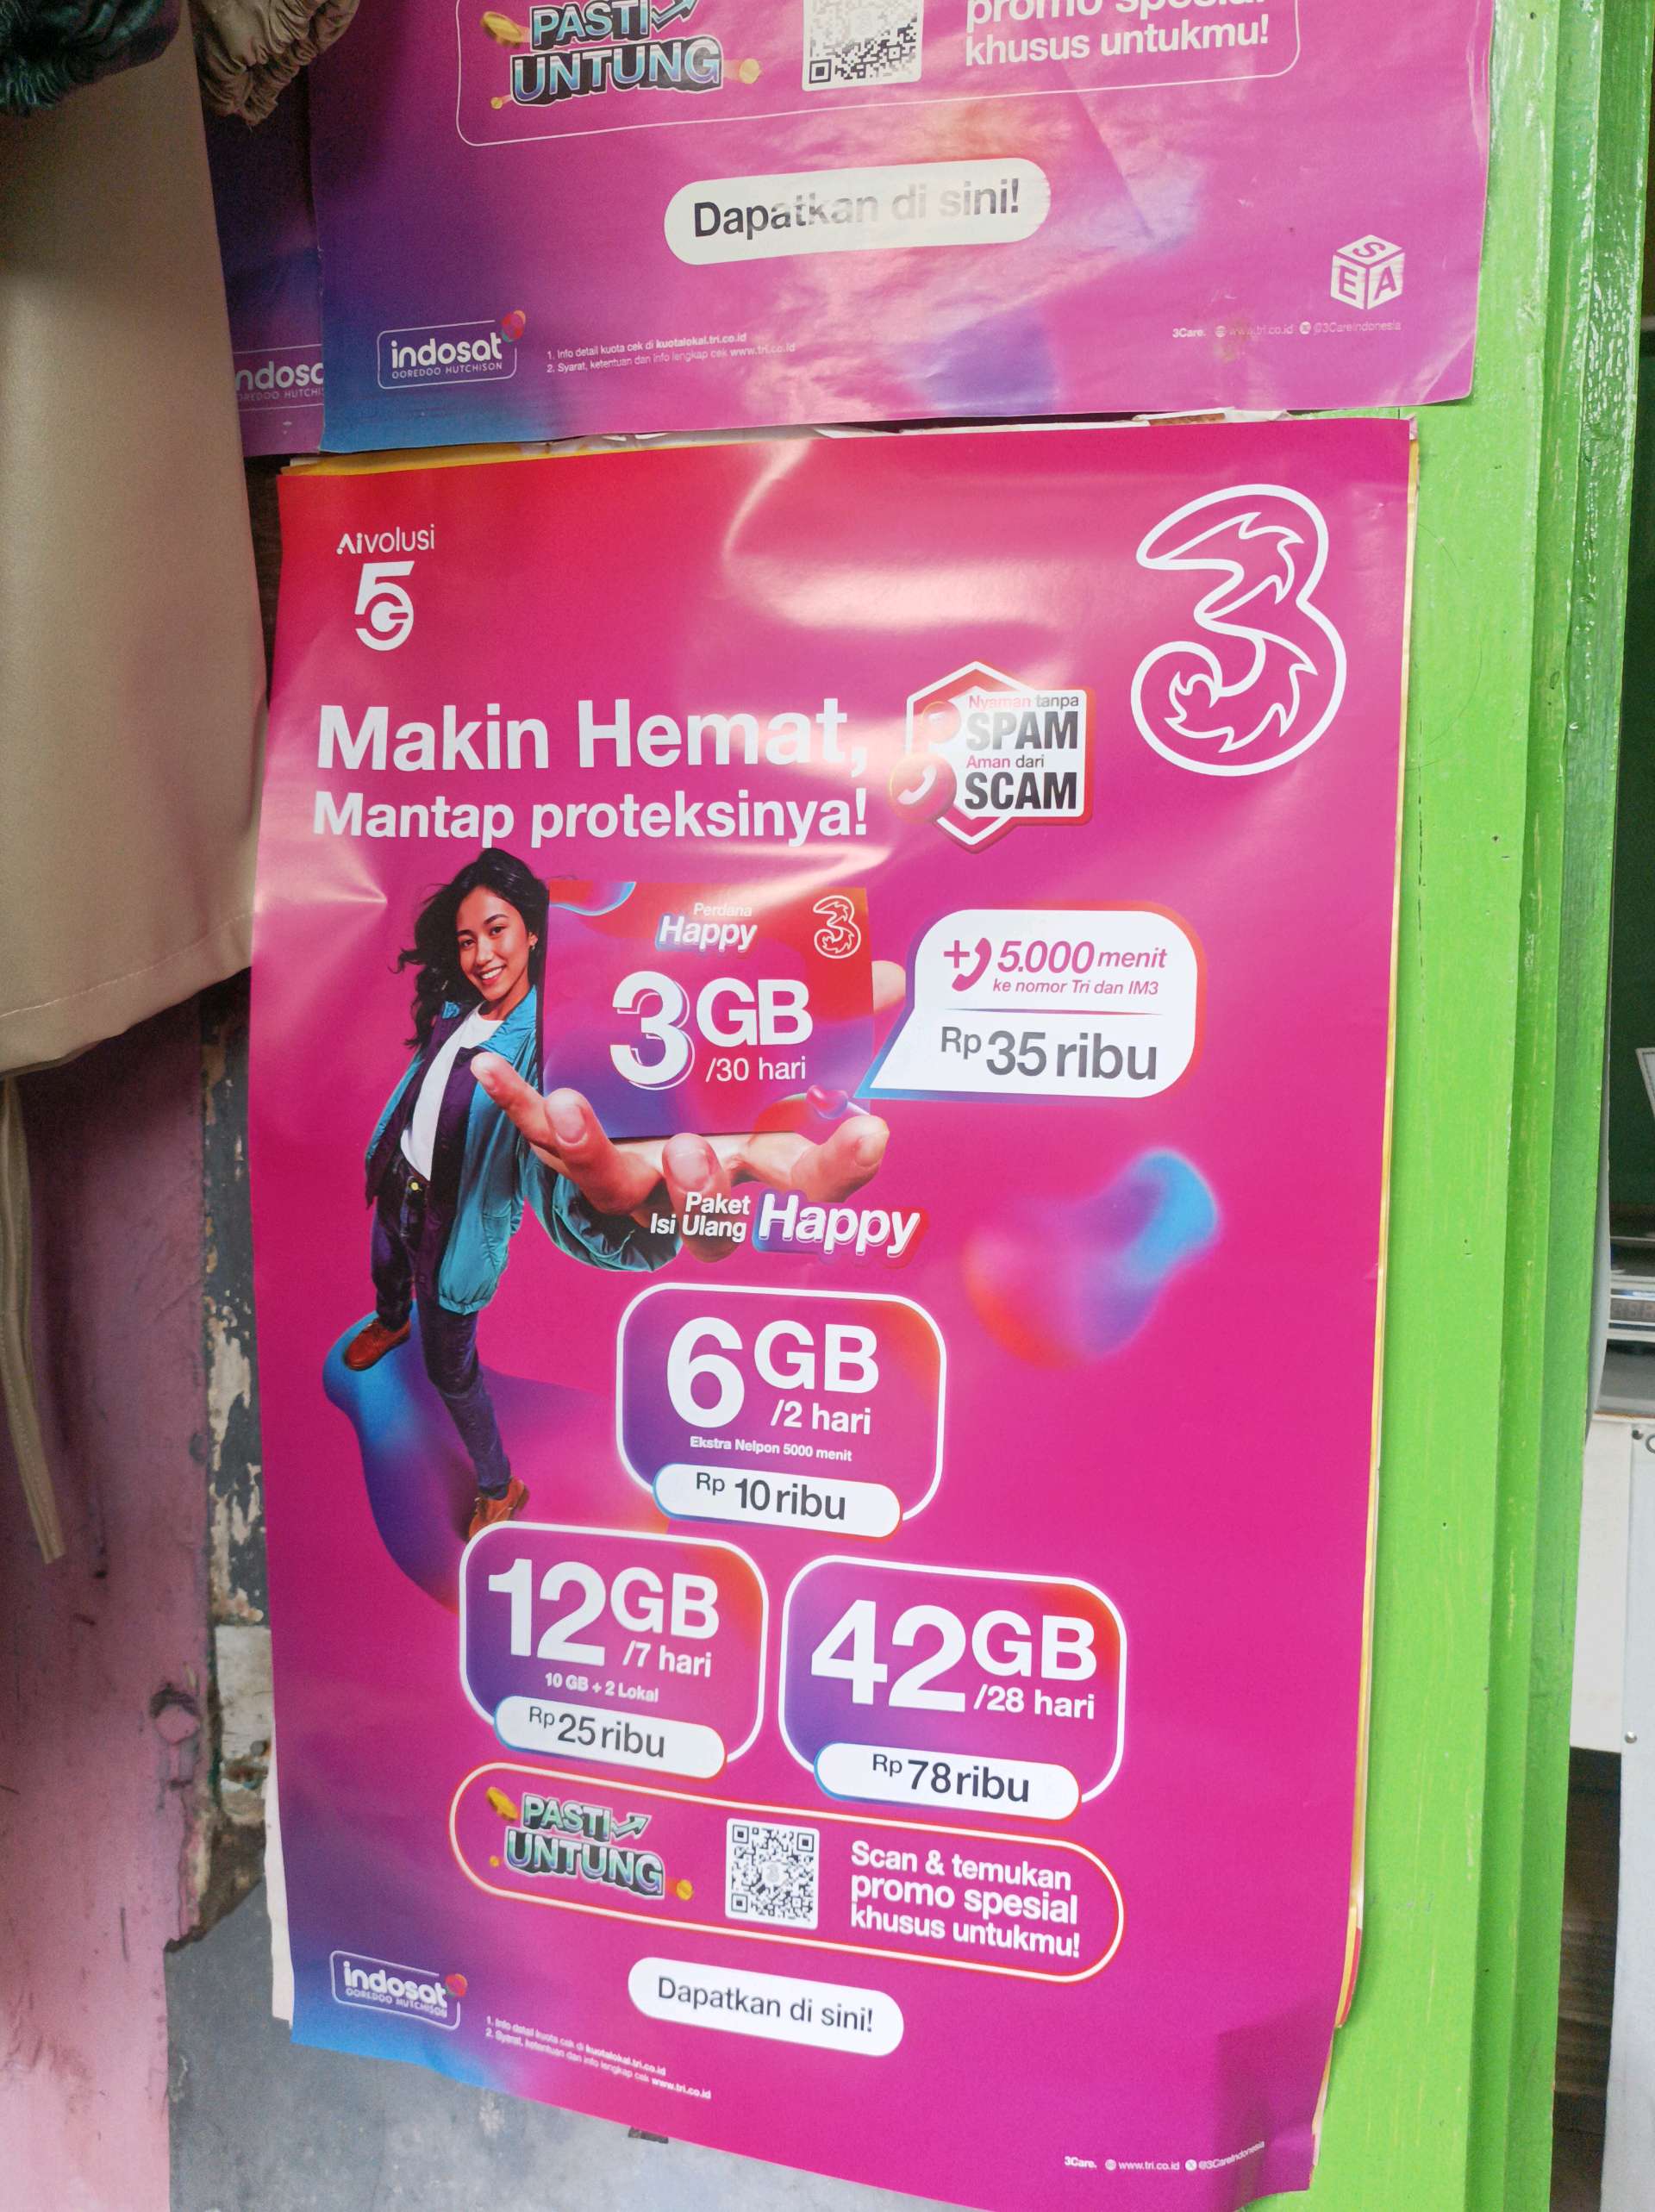 PASTI
UNTUNG
promo spesial
khusus untukmu!
Dapatkan di sini!
SEA
indosat
OOREDOO HUTCHISON
1. Info detail kuota cek di kuotalokal.tri.co.id
2. Syarat, ketentuan dan info lengkap cek www.tri.co.id
3Care. www.tri.co.id @3CareIndonesia
ndosa
OREDOO HUTCHI
AIvolusi
5G
3
Makin Hemat,
Mantap proteksinya!
Nyaman tanpa
SPAM
Aman dari
SCAM
Perdana
Happy
3
3GB
/30 hari
+ 5.000 menit
ke nomor Tri dan IM3
Rp 35 ribu
Paket
Isi Ulang Happy
6GB
/2 hari
Ekstra Nelpon 5000 menit
Rp 10 ribu
12GB
/7 hari
10 GB + 2 Lokal
Rp 25 ribu
42GB
/28 hari
Rp 78 ribu
PASTI
UNTUNG
Scan & temukan
promo spesial
khusus untukmu!
Dapatkan di sini!
indosat
OOREDOO HUTCHISON
1. Info detail kuota cek di kuotalokal.tri.co.id
2. Syarat, ketentuan dan info lengkap cek www.tri.co.id
3Care. www.tri.co.id @3CareIndonesia